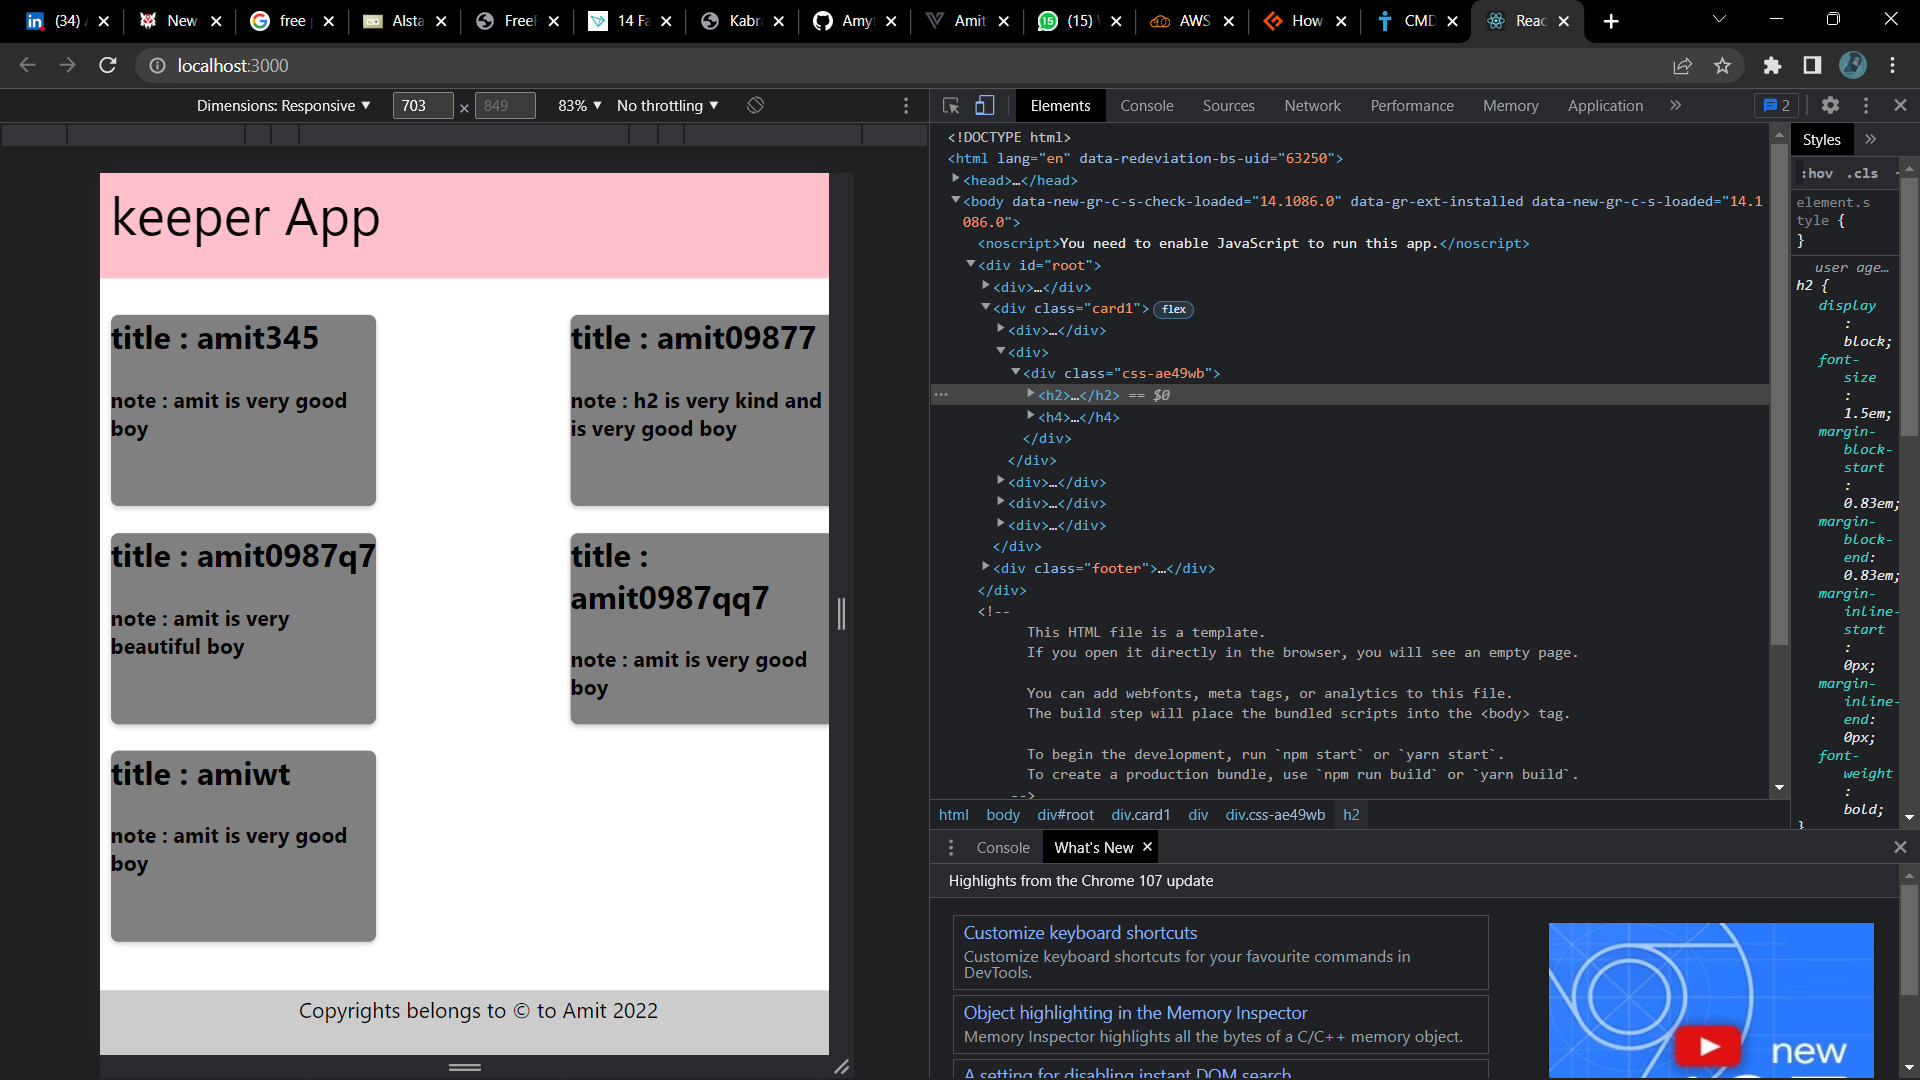 (34)
New
free
Alsta
FreeF
14 Fa
Kabra
Amy
Amit
(15)
AWS
How
CMD
Reac
localhost:3000
Dimensions: Responsive ▼ 703 × 849 83% ▼ No throttling ▼
Elements Console Sources Network Performance Memory Application » 2
keeper App
title : amit345
note : amit is very good
boy
title : amit09877
note : h2 is very kind and
is very good boy
title : amit0987q7
note : amit is very
beautiful boy
title :
amit0987qq7
note : amit is very good
boy
title : amiwt
note : amit is very good
boy
Copyrights belongs to © to Amit 2022
<!DOCTYPE html>
<html lang="en" data-redeviation-bs-uid="63250">
<head>…</head>
<body data-new-gr-c-s-check-loaded="14.1086.0" data-gr-ext-installed data-new-gr-c-s-loaded="14.1
086.0">
<noscript>You need to enable JavaScript to run this app.</noscript>
<div id="root">
<div>…</div>
<div class="card1"> flex
<div>…</div>
<div>
<div class="css-ae49wb">
<h2>…</h2> == $0
<h4>…</h4>
</div>
</div>
<div>…</div>
<div>…</div>
<div>…</div>
</div>
<div class="footer">…</div>
</div>
<!--
This HTML file is a template.
If you open it directly in the browser, you will see an empty page.
You can add webfonts, meta tags, or analytics to this file.
The build step will place the bundled scripts into the <body> tag.
To begin the development, run `npm start` or `yarn start`.
To create a production bundle, use `npm run build` or `yarn build`.
-->
html body div#root div.card1 div div.css-ae49wb h2
Styles »
:hov .cls
element.s
tyle {
}
user age…
h2 {
display
:
block;
font-
size
:
1.5em;
margin-
block-
start
:
0.83em;
margin-
block-
end:
0.83em;
margin-
inline-
start
:
0px;
margin-
inline-
end:
0px;
font-
weight
:
bold;
}
Console What's New ×
Highlights from the Chrome 107 update
Customize keyboard shortcuts
Customize keyboard shortcuts for your favourite commands in
DevTools.
Object highlighting in the Memory Inspector
Memory Inspector highlights all the bytes of a C/C++ memory object.
A setting for disabling instant DOM search
new